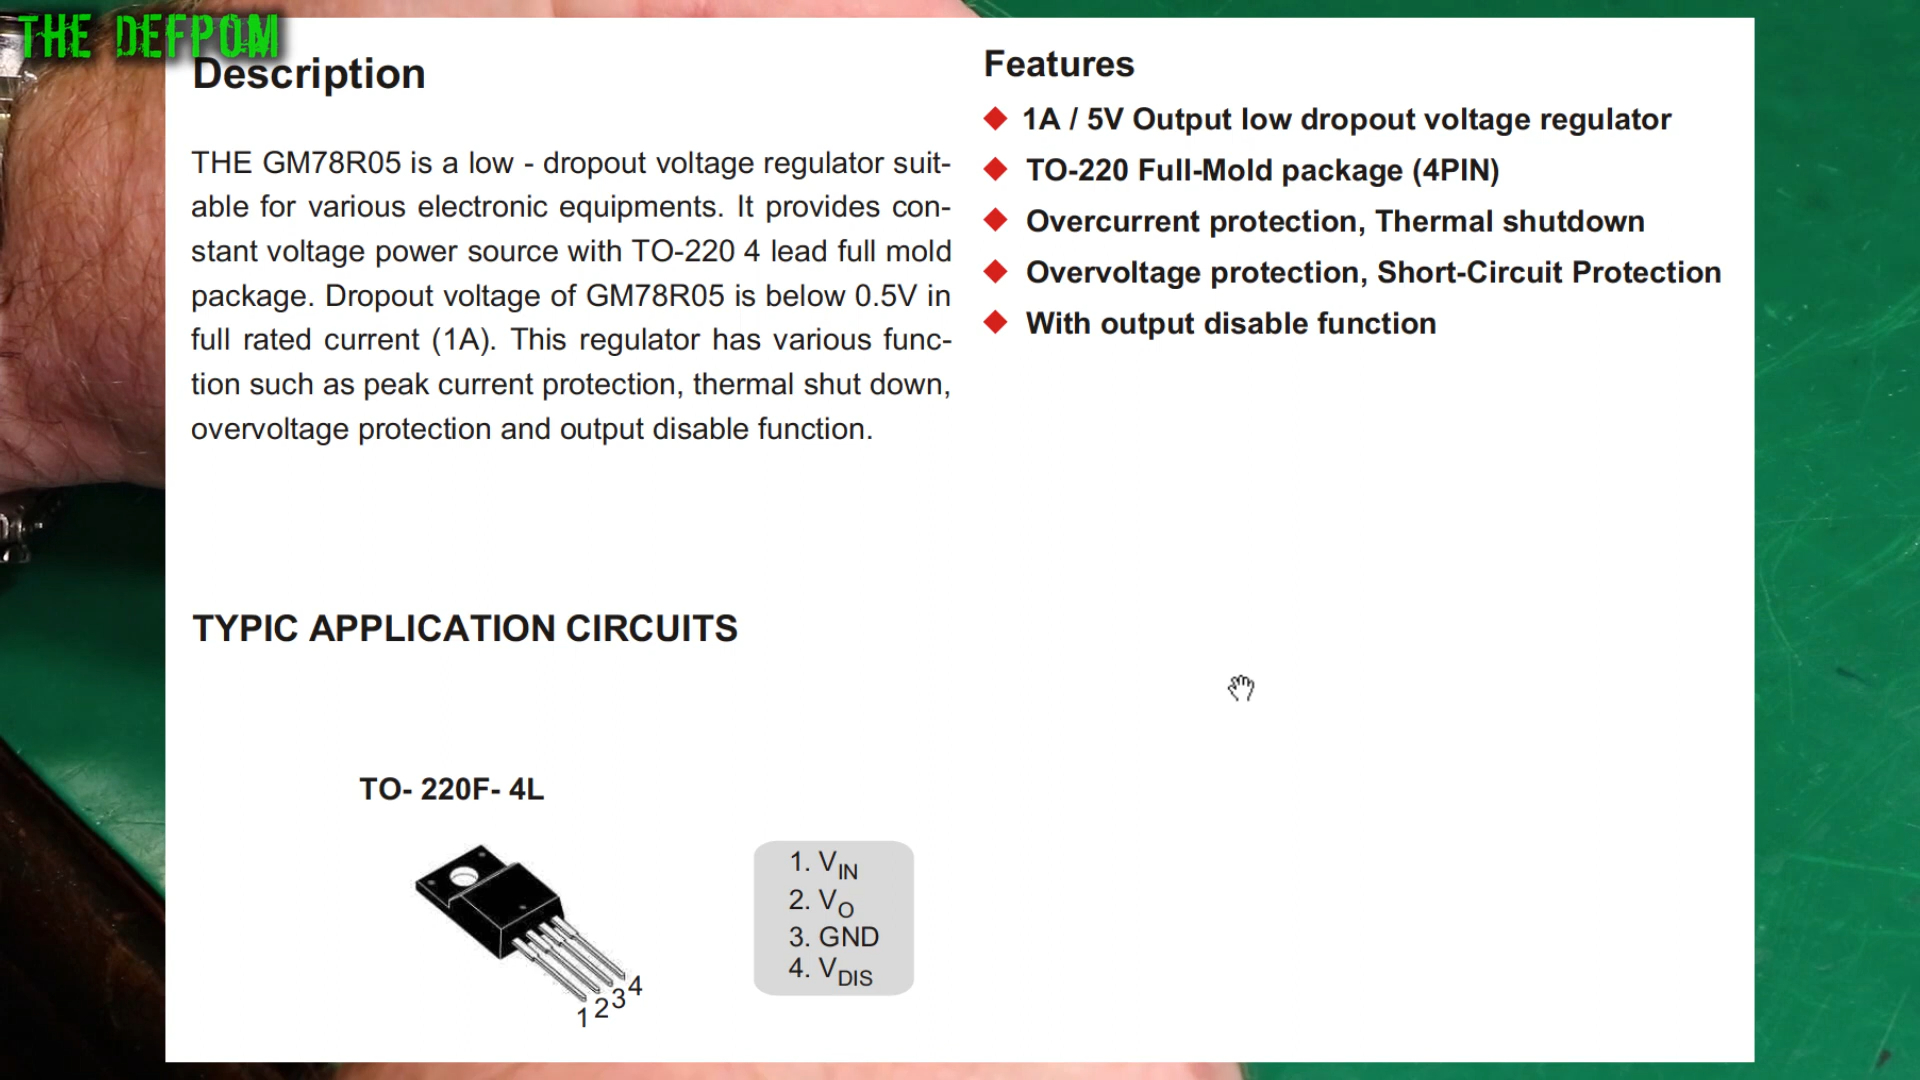 THE DEFPOM
Description
THE GM78R05 is a low - dropout voltage regulator suit-
able for various electronic equipments. It provides con-
stant voltage power source with TO-220 4 lead full mold
package. Dropout voltage of GM78R05 is below 0.5V in
full rated current (1A). This regulator has various func-
tion such as peak current protection, thermal shut down,
overvoltage protection and output disable function.
Features
1A / 5V Output low dropout voltage regulator
TO-220 Full-Mold package (4PIN)
Overcurrent protection, Thermal shutdown
Overvoltage protection, Short-Circuit Protection
With output disable function
TYPIC APPLICATION CIRCUITS
TO- 220F- 4L
1 2 3 4
1. VIN
2. VO
3. GND
4. VDIS